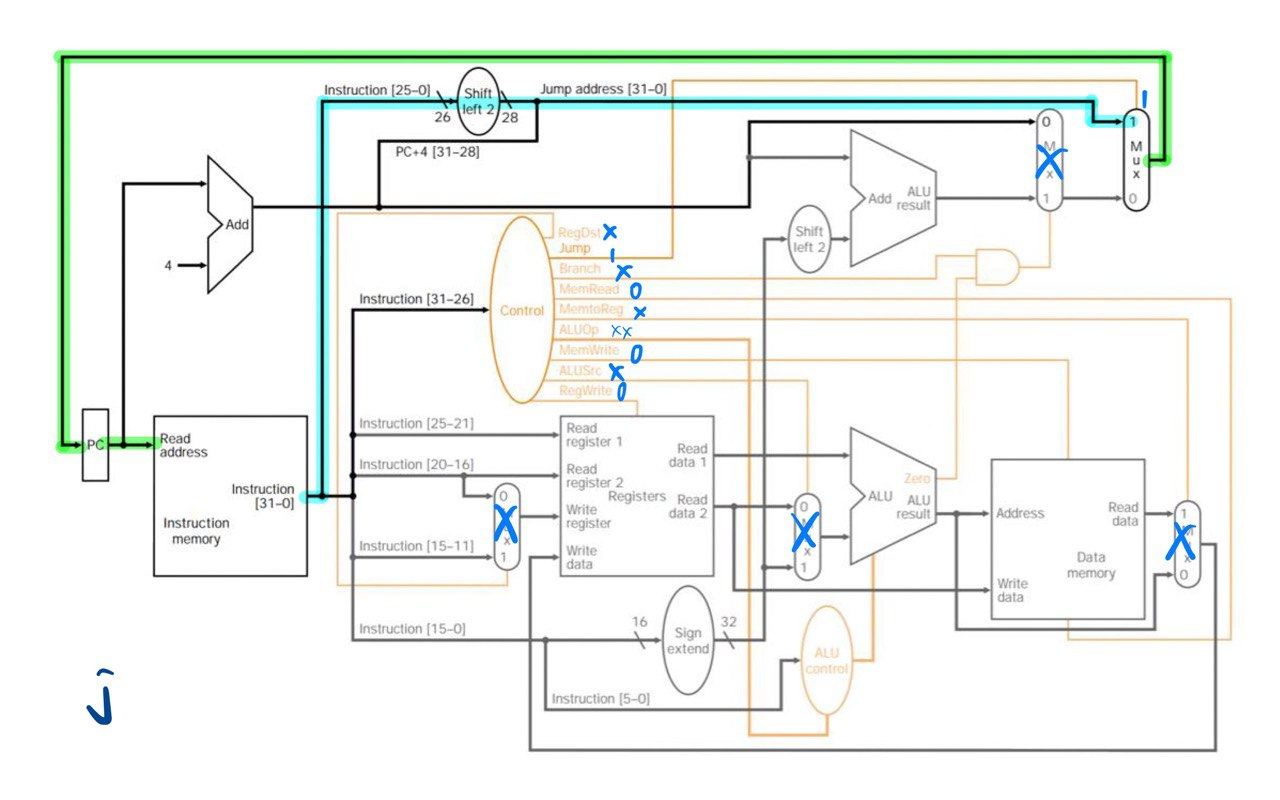 Instruction [25–0]
26
Shift
left 2
28
Jump address [31–0]
PC+4 [31–28]
Add
4
0
M
x
1
1
1
M
u
x
0
Add
ALU
result
Shift
left 2
RegDst x
Jump 1
Branch x
MemRead 0
MemtoReg x
ALUOp xx
MemWrite 0
ALUSrc x
RegWrite 0
Instruction [31–26]
Control
PC
Read
address
Instruction
[31–0]
Instruction
memory
Instruction [25–21]
Instruction [20–16]
Instruction [15–11]
0
X
x
1
Read
register 1
Read
register 2
Write
register
Write
data
Registers
Read
data 1
Read
data 2
0
X
x
1
Zero
ALU
ALU
result
Address
Write
data
Read
data
Data
memory
1
X
0
Instruction [15–0]
16
Sign
extend
32
ALU
control
Instruction [5–0]